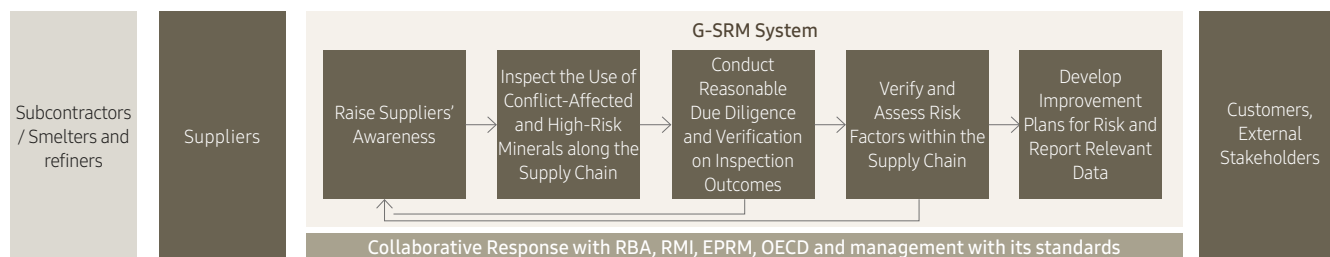 Subcontractors
/ Smelters and
refiners
Suppliers
G-SRM System
Raise Suppliers'
Awareness
Inspect the Use of
Conflict-Affected
and High-Risk
Minerals along the
Supply Chain
Conduct
Reasonable
Due Diligence
and Verification
on Inspection
Outcomes
Verify and
Assess Risk
Factors within the
Supply Chain
Develop
Improvement
Plans for Risk and
Report Relevant
Data
Customers,
External
Stakeholders
Collaborative Response with RBA, RMI, EPRM, OECD and management with its standards